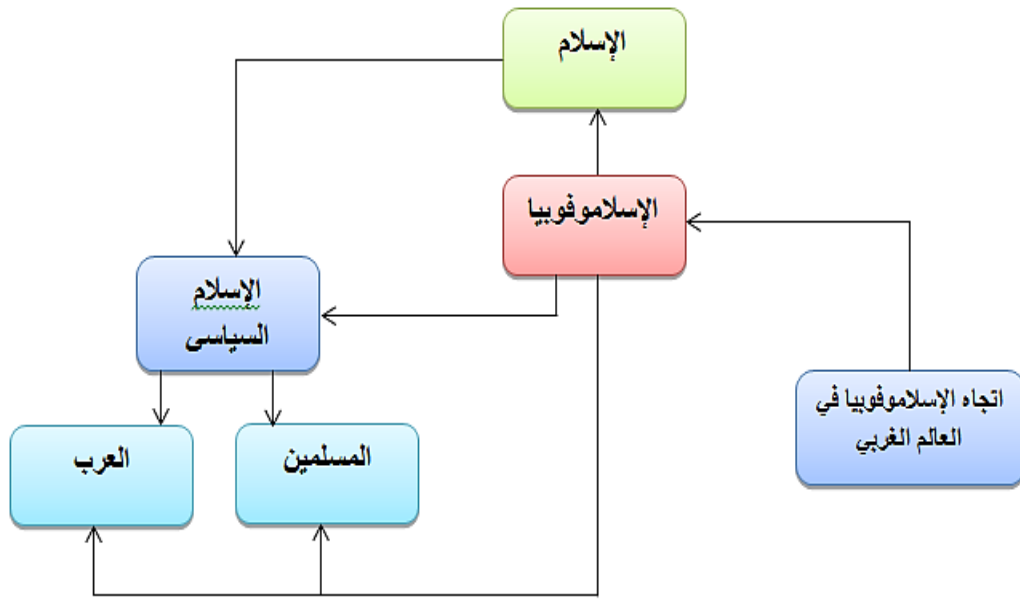 الإسلام
الإسلاموفوبيا
الإسلام
السياسى
اتجاه الإسلاموفوبيا في
العالم الغربي
المسلمين
العرب